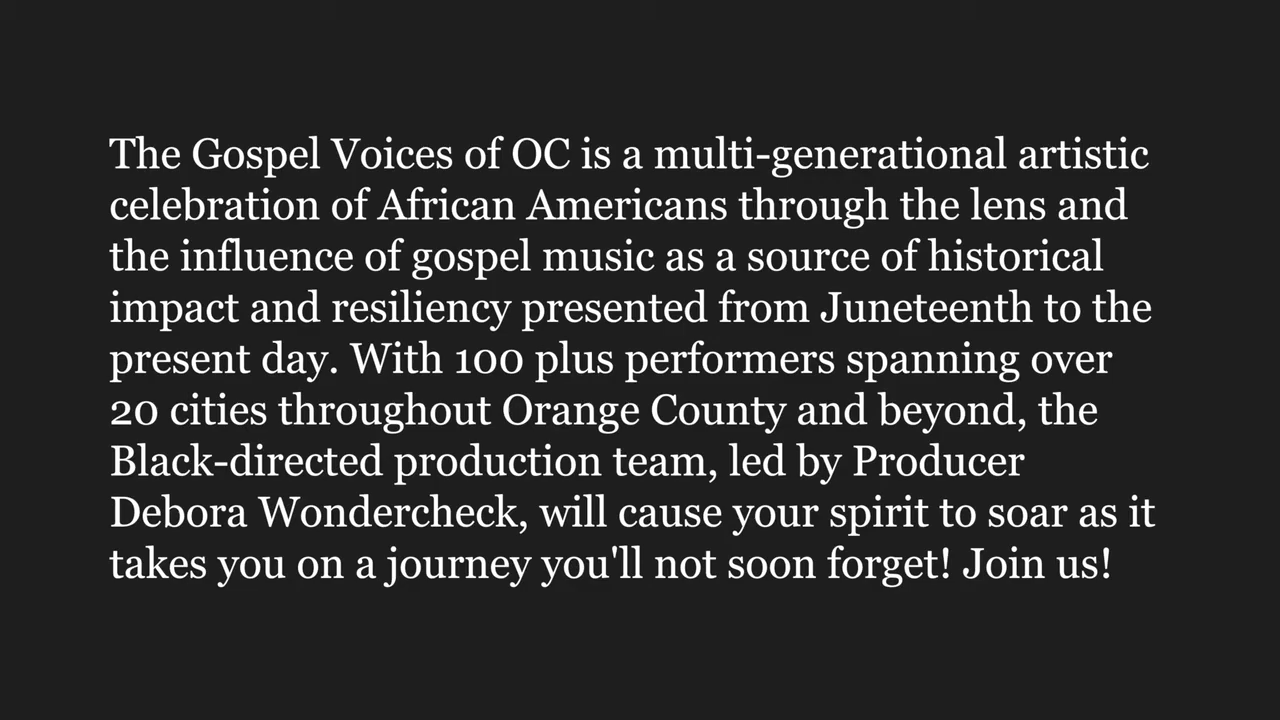 The Gospel Voices of OC is a multi-generational artistic
celebration of African Americans through the lens and
the influence of gospel music as a source of historical
impact and resiliency presented from Juneteenth to the
present day. With 100 plus performers spanning over
20 cities throughout Orange County and beyond, the
Black-directed production team, led by Producer
Debora Wondercheck, will cause your spirit to soar as it
takes you on a journey you'll not soon forget! Join us!